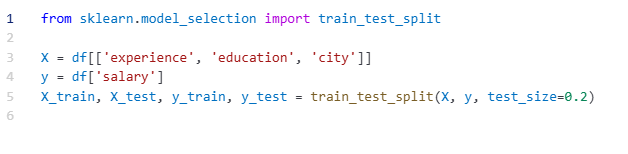 1 from sklearn.model_selection import train_test_split
2
3 X = df[['experience', 'education', 'city']]
4 y = df['salary']
5 X_train, X_test, y_train, y_test = train_test_split(X, y, test_size=0.2)
6